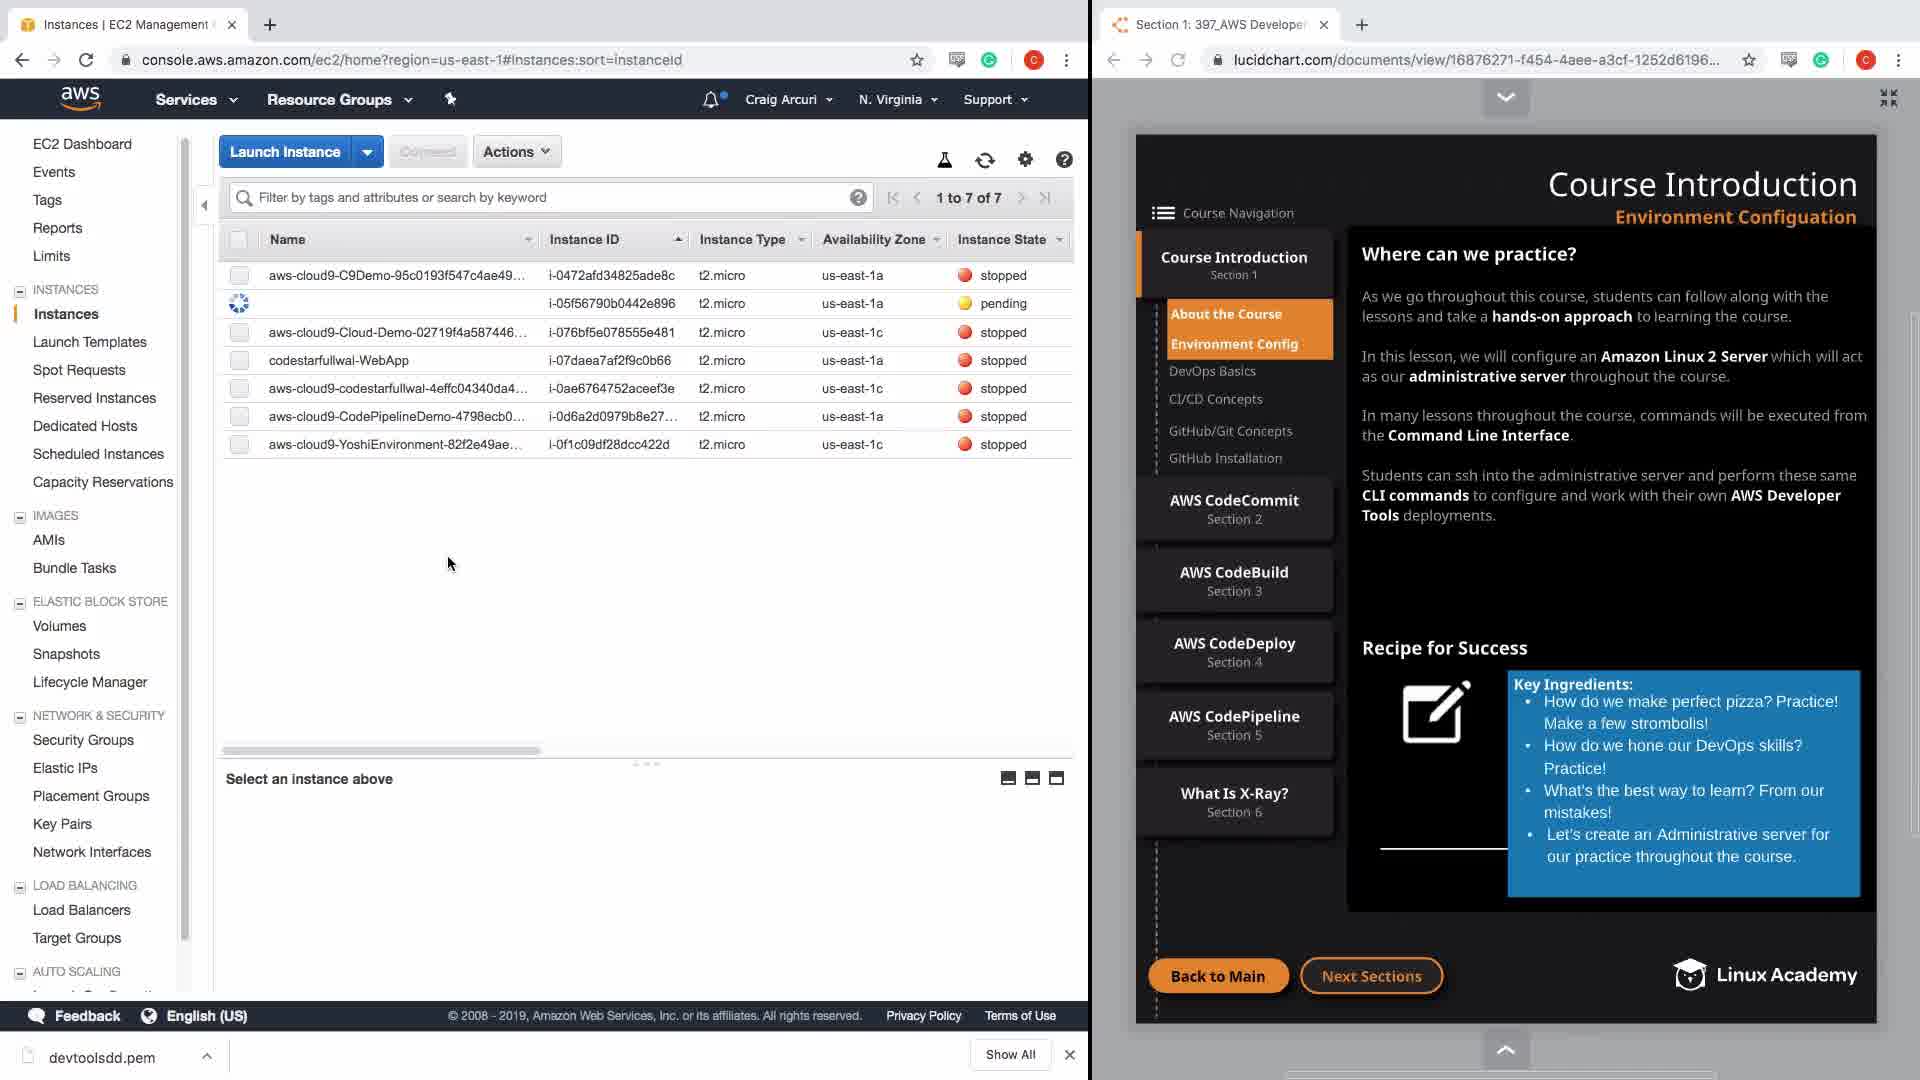 Instances | EC2 Management
console.aws.amazon.com/ec2/home?region=us-east-1#Instances:sort=instanceId
aws
Services
Resource Groups
Craig Arcuri
N. Virginia
Support
EC2 Dashboard
Events
Tags
Reports
Limits
INSTANCES
Instances
Launch Templates
Spot Requests
Reserved Instances
Dedicated Hosts
Scheduled Instances
Capacity Reservations
IMAGES
AMIs
Bundle Tasks
ELASTIC BLOCK STORE
Volumes
Snapshots
Lifecycle Manager
NETWORK & SECURITY
Security Groups
Elastic IPs
Placement Groups
Key Pairs
Network Interfaces
LOAD BALANCING
Load Balancers
Target Groups
AUTO SCALING
Launch Instance
Connect
Actions
Filter by tags and attributes or search by keyword
1 to 7 of 7
Name Instance ID Instance Type Availability Zone Instance State
aws-cloud9-C9Demo-95c0193f547c4ae49... i-0472afd34825ade8c t2.micro us-east-1a stopped
i-05f56790b0442e896 t2.micro us-east-1a pending
aws-cloud9-Cloud-Demo-02719f4a587446... i-076bf5e078555e481 t2.micro us-east-1c stopped
codestarfullwal-WebApp i-07daea7af2f9c0b66 t2.micro us-east-1a stopped
aws-cloud9-codestarfullwal-4effc04340da4... i-0ae6764752aceef3e t2.micro us-east-1c stopped
aws-cloud9-CodePipelineDemo-4798ecb0... i-0d6a2d0979b8e27... t2.micro us-east-1a stopped
aws-cloud9-YoshiEnvironment-82f2e49ae... i-0f1c09df28dcc422d t2.micro us-east-1c stopped
Select an instance above
Feedback
English (US)
© 2008 - 2019, Amazon Web Services, Inc. or its affiliates. All rights reserved.
Privacy Policy
Terms of Use
devtoolsdd.pem
Show All
Section 1: 397_AWS Developer
lucidchart.com/documents/view/16876271-f454-4aee-a3cf-1252d6196...
C
C
Course Introduction
Environment Configuation
Course Navigation
Course Introduction
Section 1
About the Course
Environment Config
DevOps Basics
CI/CD Concepts
GitHub/Git Concepts
GitHub Installation
AWS CodeCommit
Section 2
AWS CodeBuild
Section 3
AWS CodeDeploy
Section 4
AWS CodePipeline
Section 5
What Is X-Ray?
Section 6
Where can we practice?
As we go throughout this course, students can follow along with the
lessons and take a hands-on approach to learning the course.
In this lesson, we will configure an Amazon Linux 2 Server which will act
as our administrative server throughout the course.
In many lessons throughout the course, commands will be executed from
the Command Line Interface.
Students can ssh into the administrative server and perform these same
CLI commands to configure and work with their own AWS Developer
Tools deployments.
Recipe for Success
Key Ingredients:
• How do we make perfect pizza? Practice!
Make a few strombolis!
• How do we hone our DevOps skills?
Practice!
• What's the best way to learn? From our
mistakes!
• Let's create an Administrative server for
our practice throughout the course.
Back to Main
Next Sections
Linux Academy